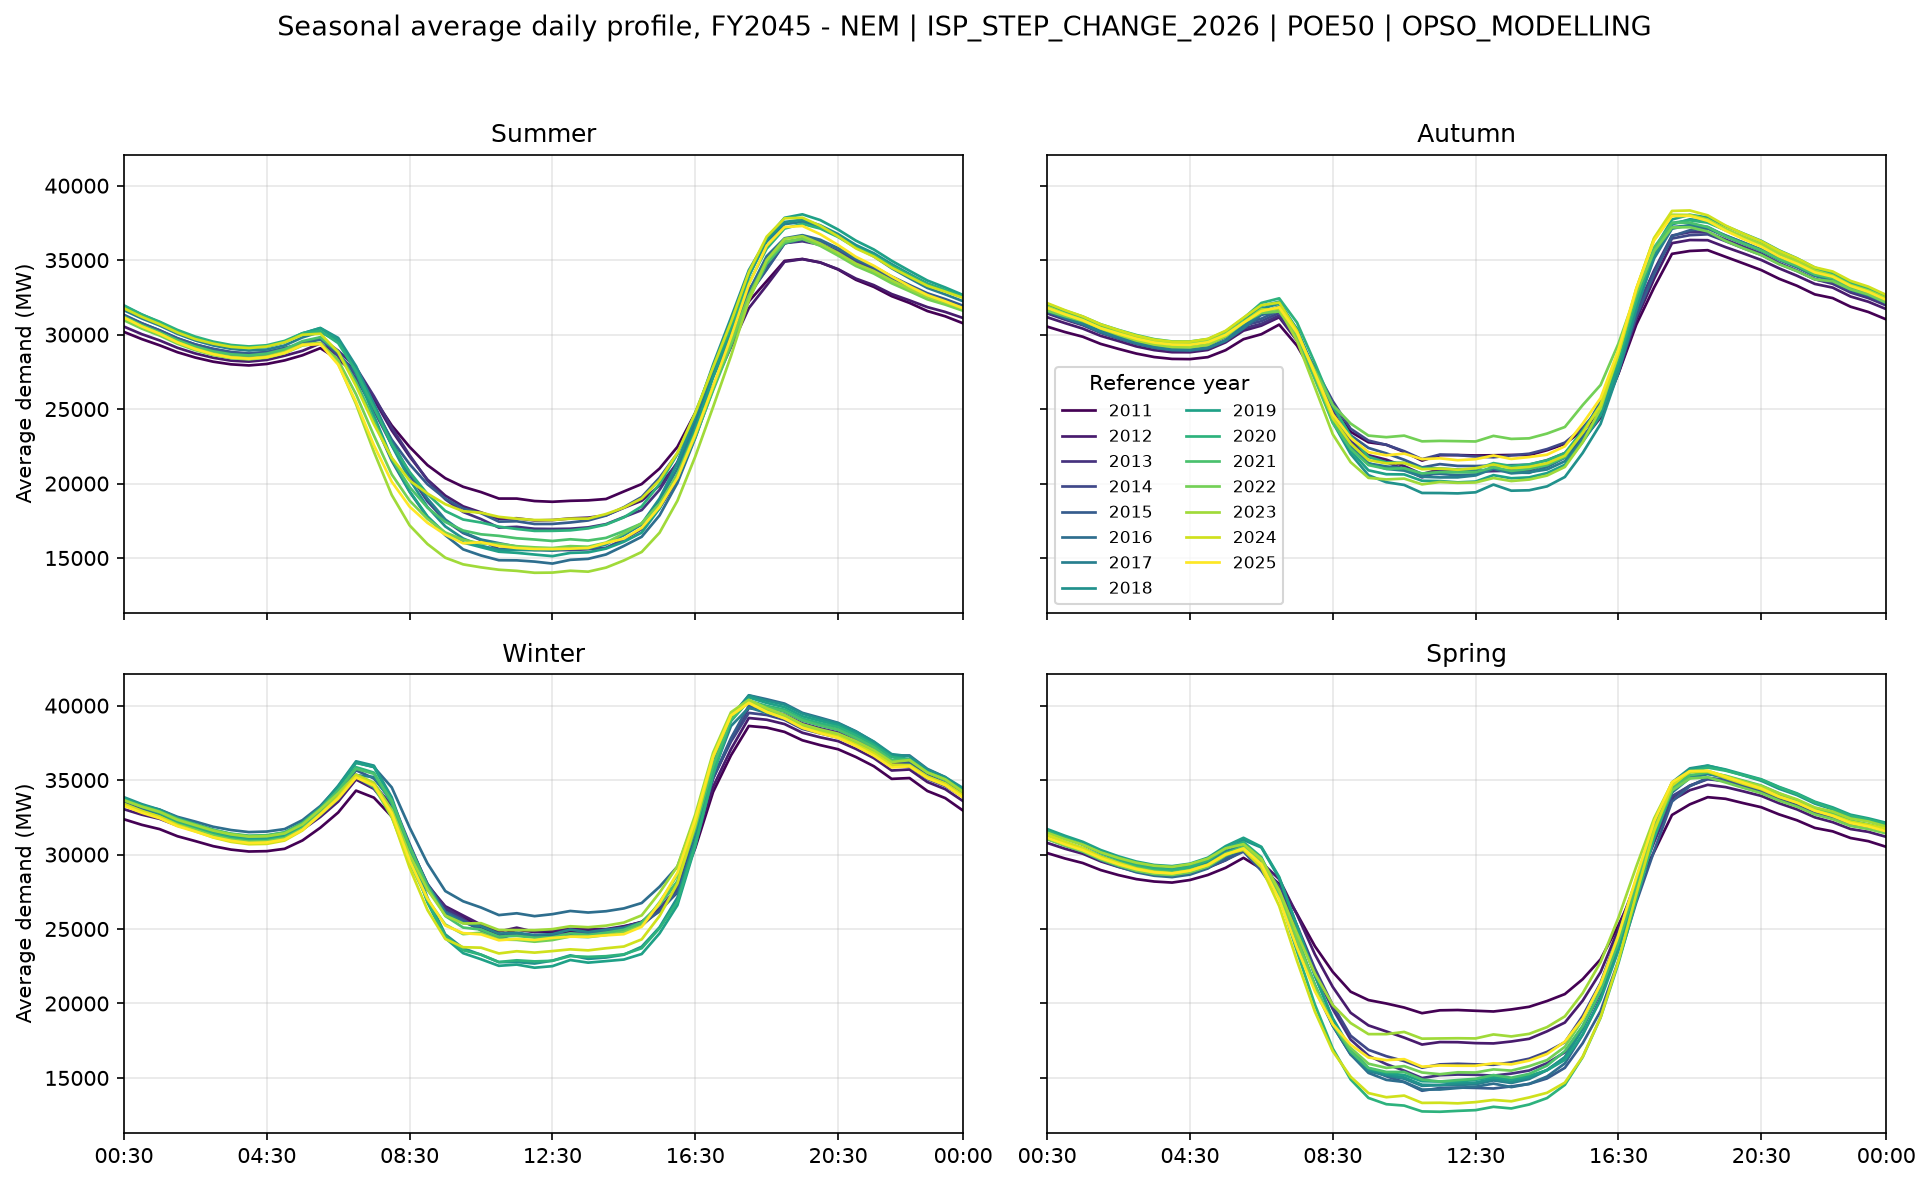 Seasonal average daily profile, FY2045 - NEM | ISP_STEP_CHANGE_2026 | POE50 | OPSO_MODELLING
Summer
Autumn
Average demand (MW)
40000
35000
30000
25000
20000
15000
Reference year
2011 2019
2012 2020
2013 2021
2014 2022
2015 2023
2016 2024
2017 2025
2018
Winter
Spring
Average demand (MW)
40000
35000
30000
25000
20000
15000
00:30 04:30 08:30 12:30 16:30 20:30 00:00
00:30 04:30 08:30 12:30 16:30 20:30 00:00